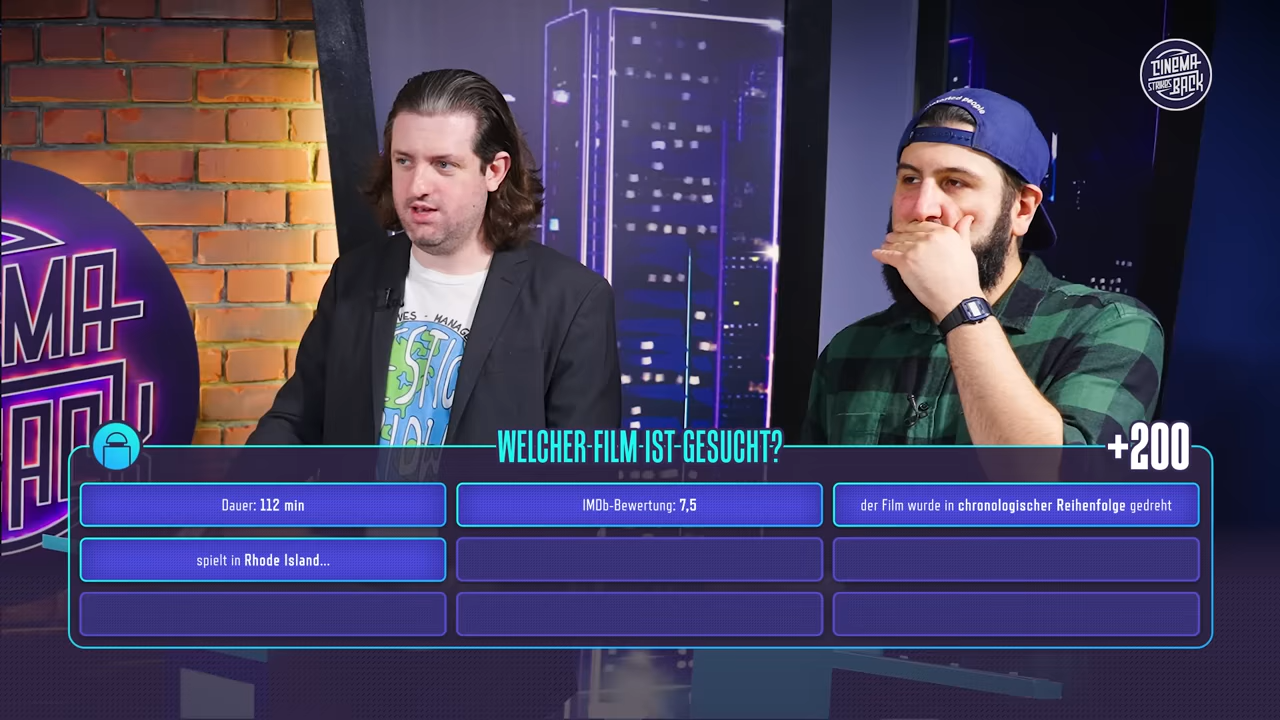 CINEMA
STRIKES BACK
WELCHER FILM IST GESUCHT?
+200
Dauer: 112 min
IMDb-Bewertung: 7,5
der Film wurde in chronologischer Reihenfolge gedreht
spielt in Rhode Island...